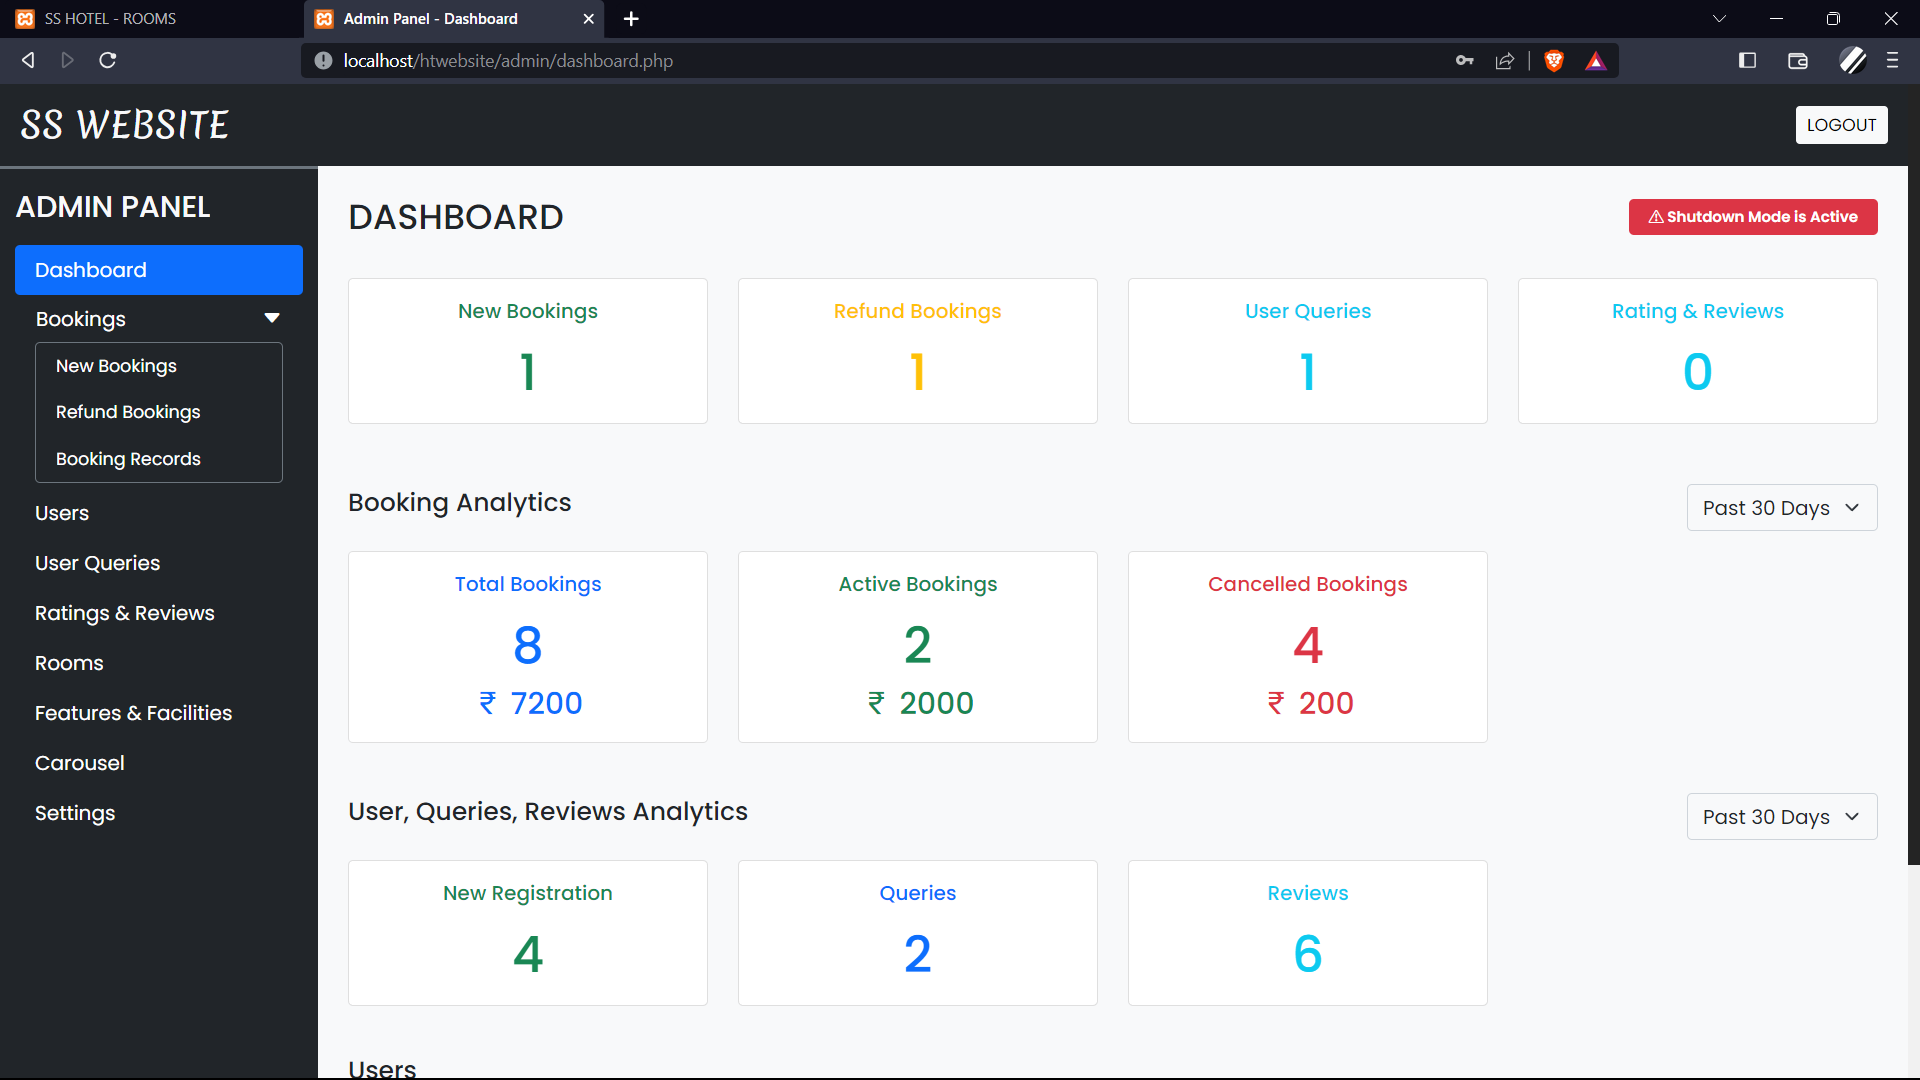 SS HOTEL - ROOMS
Admin Panel - Dashboard
localhost/htwebsite/admin/dashboard.php
SS WEBSITE
LOGOUT
ADMIN PANEL
Dashboard
Bookings
New Bookings
Refund Bookings
Booking Records
Users
User Queries
Ratings & Reviews
Rooms
Features & Facilities
Carousel
Settings
DASHBOARD
Shutdown Mode is Active
New Bookings
1
Refund Bookings
1
User Queries
1
Rating & Reviews
0
Booking Analytics
Past 30 Days
Total Bookings
8
₹ 7200
Active Bookings
2
₹ 2000
Cancelled Bookings
4
₹ 200
User, Queries, Reviews Analytics
Past 30 Days
New Registration
4
Queries
2
Reviews
6
Users